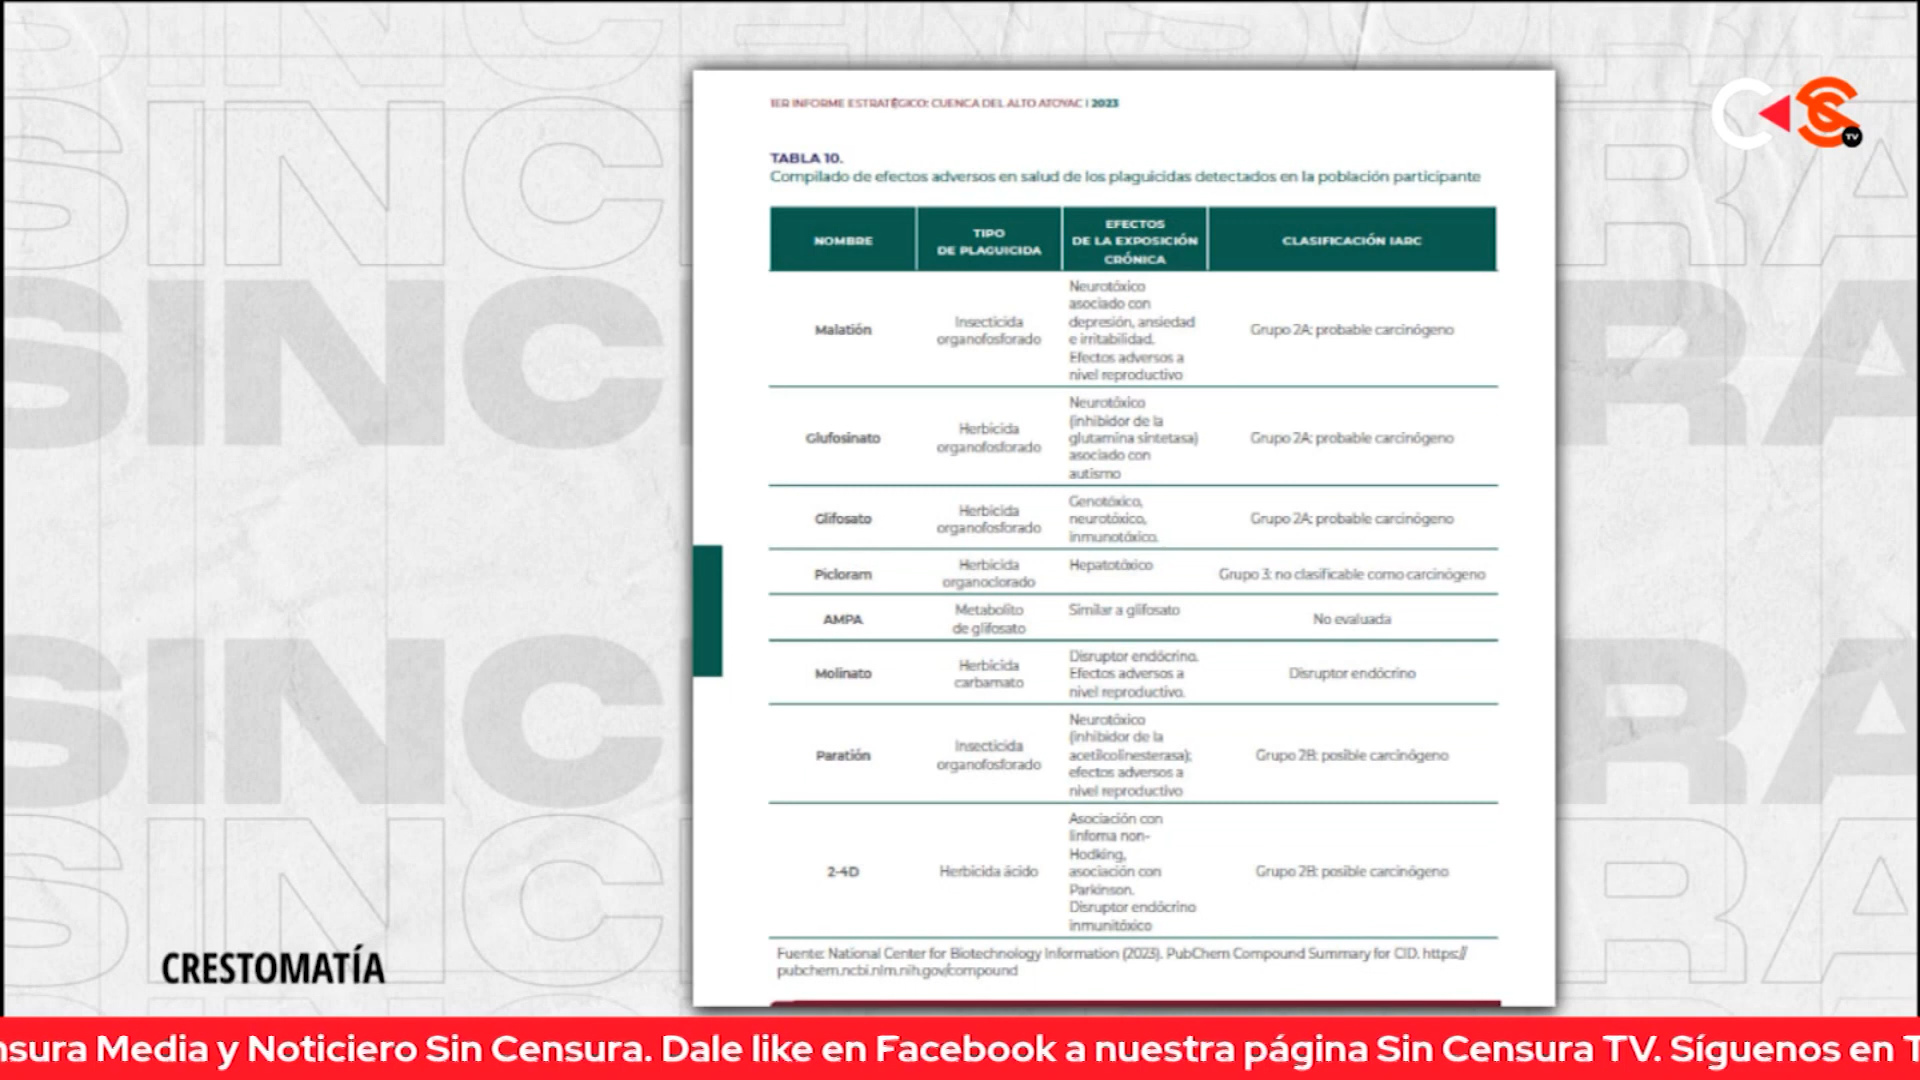 1ER INFORME ESTRATÉGICO: CUENCA DEL ALTO ATOYAC | 2023
TABLA 10.
Compilado de efectos adversos en salud de los plaguicidas detectados en la población participante
NOMBRE
TIPO
DE PLAGUICIDA
EFECTOS
DE LA EXPOSICIÓN
CRÓNICA
CLASIFICACIÓN IARC
Malatión
Insecticida
organofosforado
Neurotóxico
asociado con
depresión, ansiedad
e irritabilidad.
Efectos adversos a
nivel reproductivo
Grupo 2A: probable carcinógeno
Glufosinato
Herbicida
organofosforado
Neurotóxico
(inhibidor de la
glutamina sintetasa)
asociado con
autismo
Grupo 2A: probable carcinógeno
Glifosato
Herbicida
organofosforado
Genotóxico,
neurotóxico,
inmunotóxico.
Grupo 2A: probable carcinógeno
Picloram
Herbicida
organoclorado
Hepatotóxico
Grupo 3: no clasificable como carcinógeno
AMPA
Metabolito
de glifosato
Similar a glifosato
No evaluada
Molinato
Herbicida
carbamato
Disruptor endócrino.
Efectos adversos a
nivel reproductivo.
Disruptor endócrino
Paratión
Insecticida
organofosforado
Neurotóxico
(inhibidor de la
acetilcolinesterasa);
efectos adversos a
nivel reproductivo
Grupo 2B: posible carcinógeno
2-4D
Herbicida ácido
Asociación con
linfoma non-
Hodking,
asociación con
Parkinson.
Disruptor endócrino
inmunitóxico
Grupo 2B: posible carcinógeno
Fuente: National Center for Biotechnology Information (2023). PubChem Compound Summary for CID. https://
pubchem.ncbi.nlm.nih.gov/compound
TV
SINC
RA
SINC
RA
SINC
RA
SINC
RA
CRESTOMATÍA
nsura Media y Noticiero Sin Censura. Dale like en Facebook a nuestra página Sin Censura TV. Síguenos en T